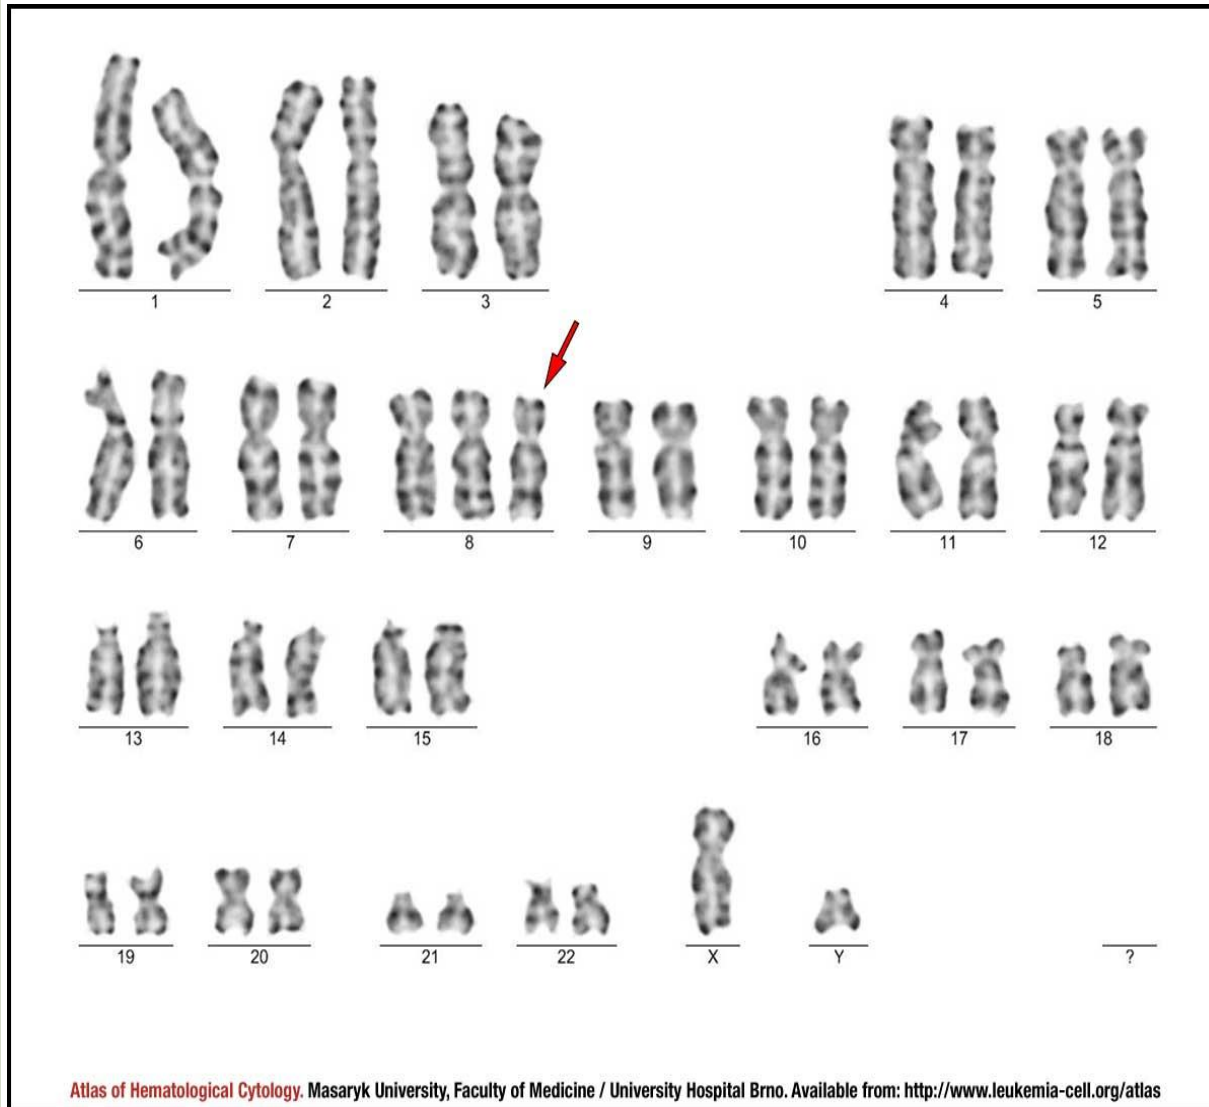 1 2 3 4 5
6 7 8 9 10 11 12
13 14 15 16 17 18
19 20 21 22 X Y ?
Atlas of Hematological Cytology. Masaryk University, Faculty of Medicine / University Hospital Brno. Available from: http://www.leukemia-cell.org/atlas